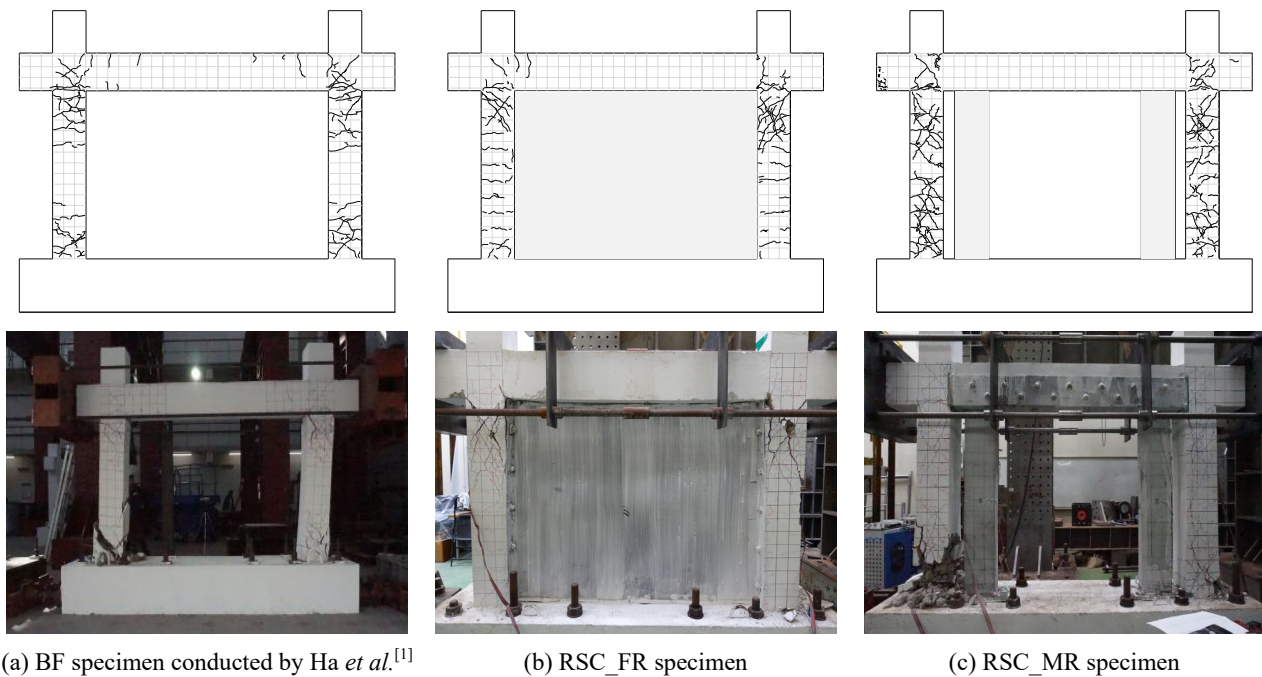 (a) BF specimen conducted by Ha et al.[1]
(b) RSC_FR specimen
(c) RSC_MR specimen